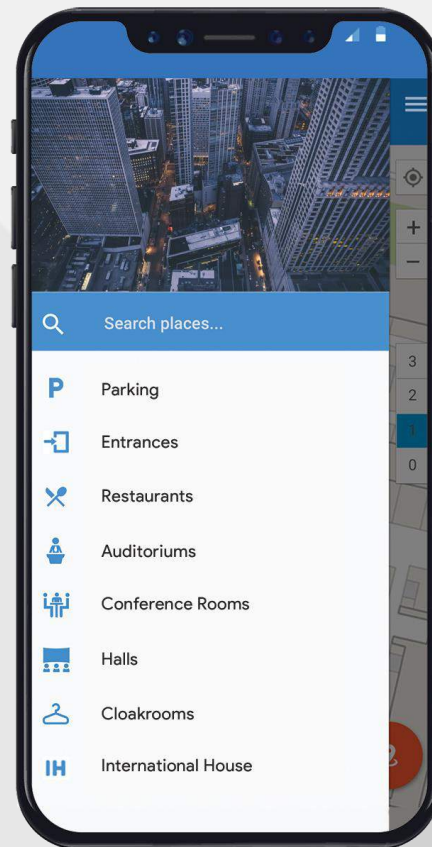 Search places...
P Parking
Entrances
Restaurants
Auditoriums
Conference Rooms
Halls
Cloakrooms
IH International House
+
−
3
2
1
0